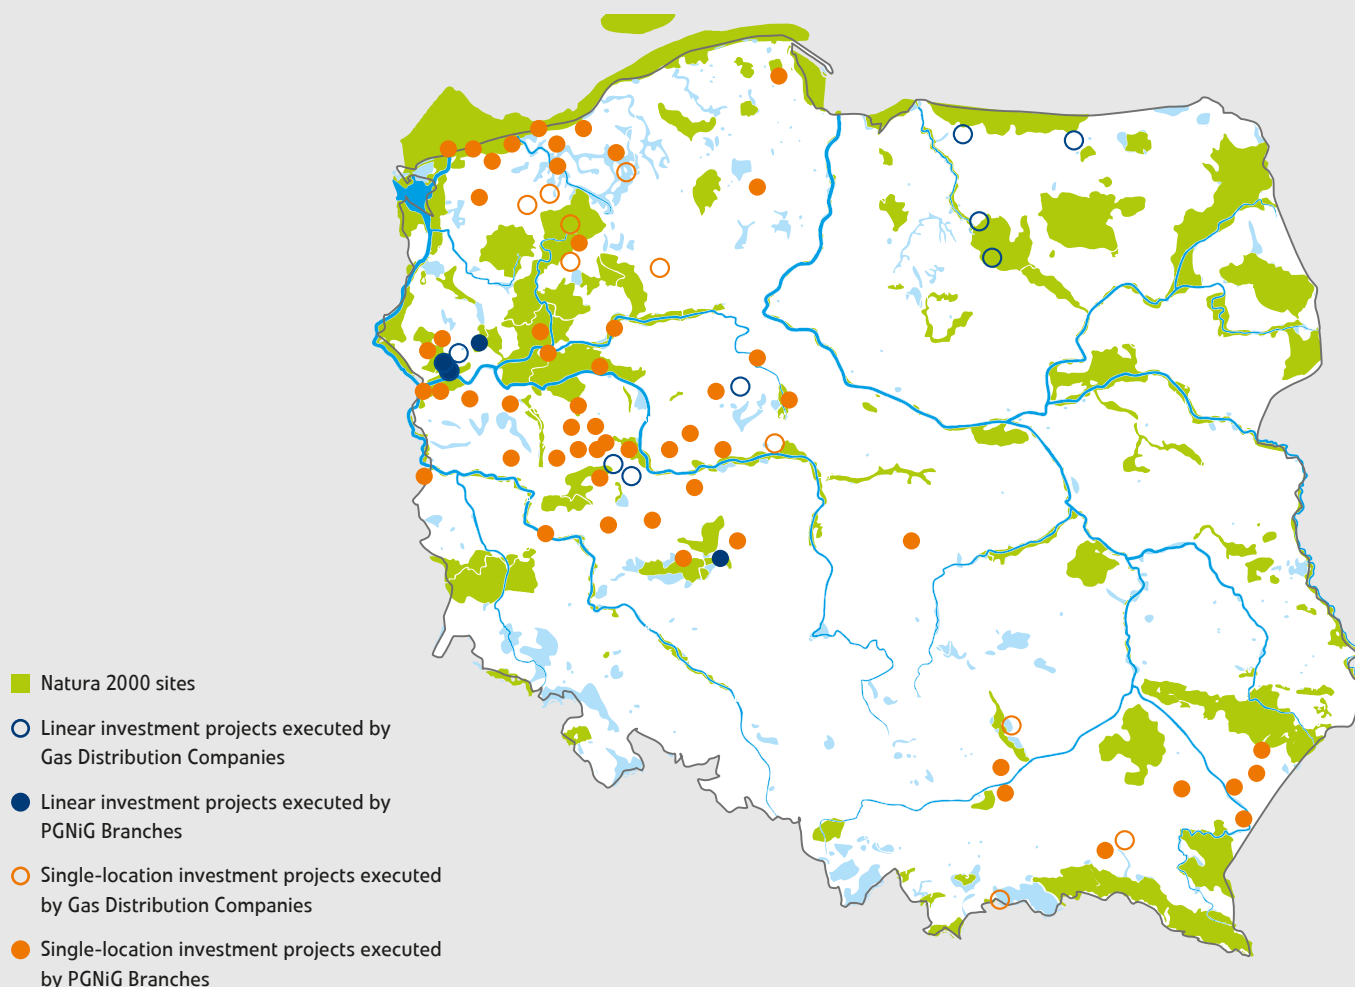 Natura 2000 sites
Linear investment projects executed by
Gas Distribution Companies
Linear investment projects executed by
PGNiG Branches
Single-location investment projects executed
by Gas Distribution Companies
Single-location investment projects executed
by PGNiG Branches